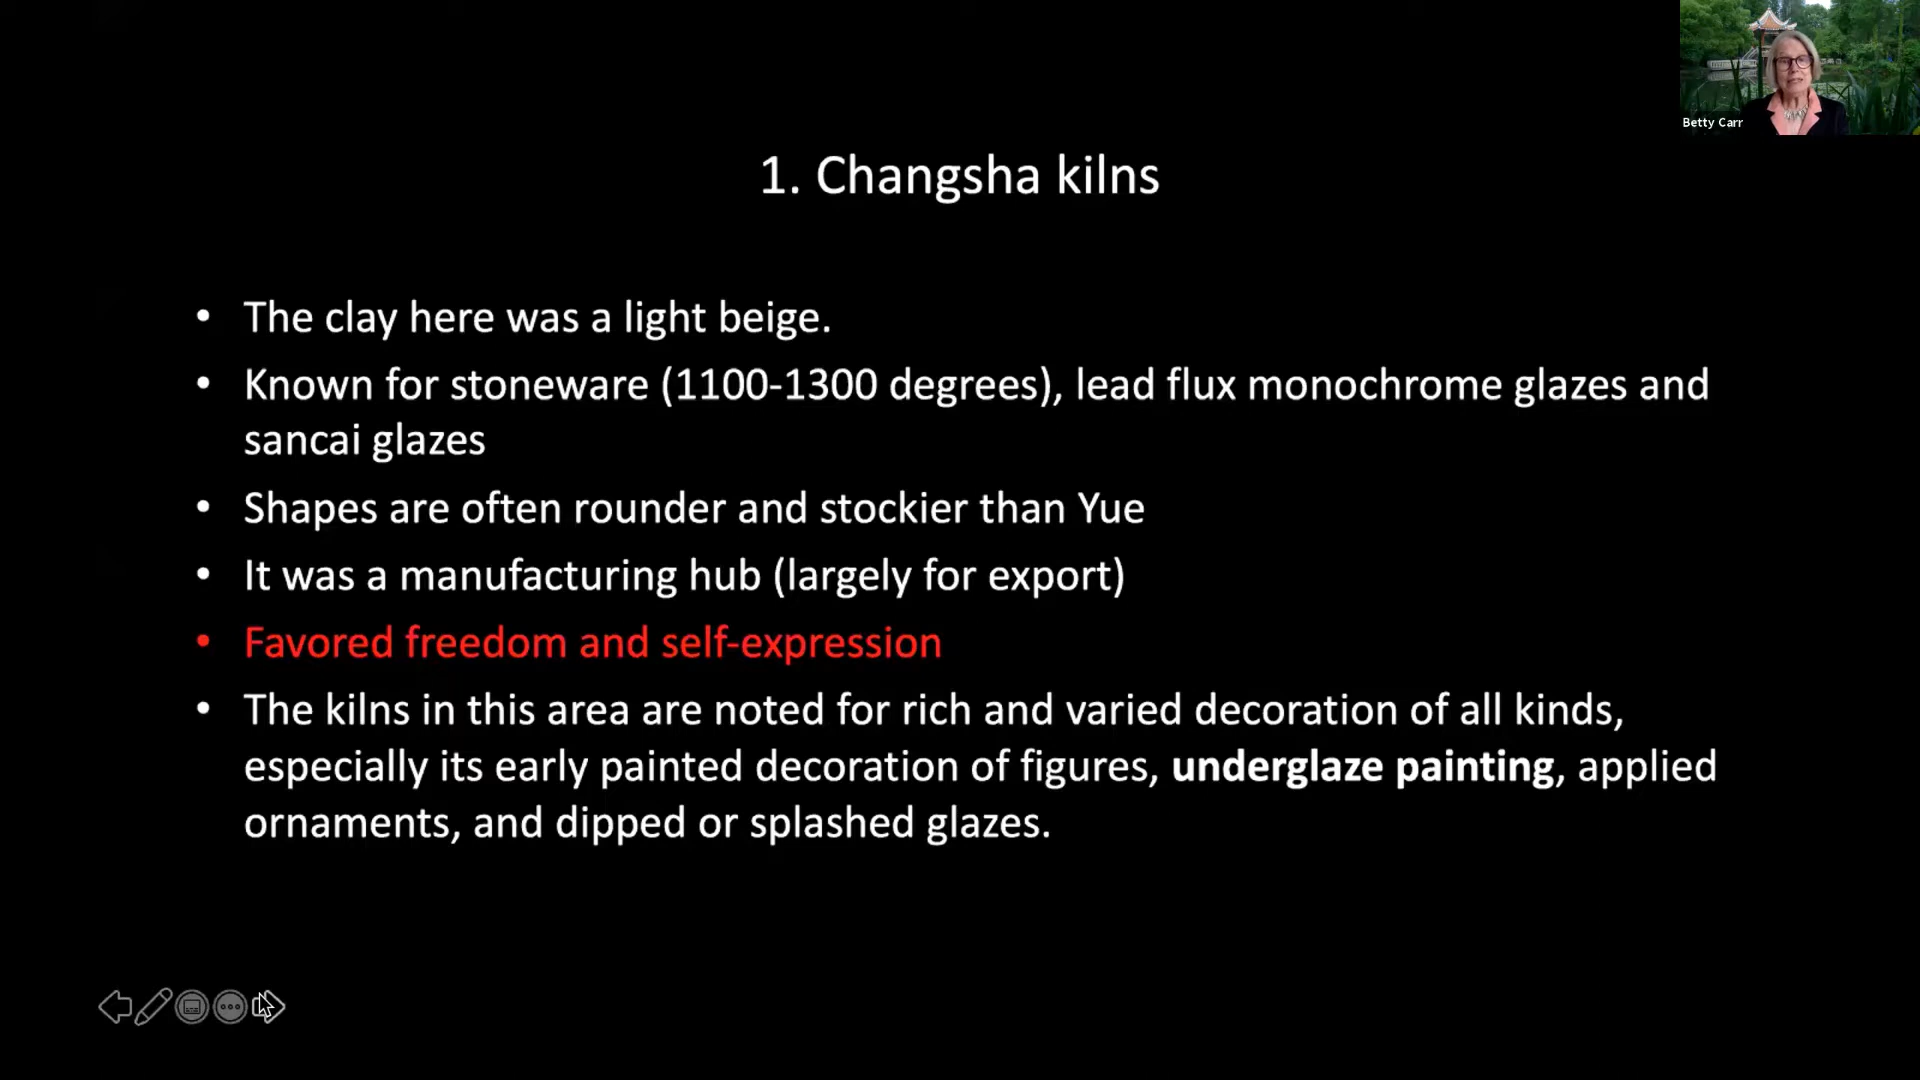 Betty Carr
1. Changsha kilns
• The clay here was a light beige.
• Known for stoneware (1100-1300 degrees), lead flux monochrome glazes and
sancai glazes
• Shapes are often rounder and stockier than Yue
• It was a manufacturing hub (largely for export)
• Favored freedom and self-expression
• The kilns in this area are noted for rich and varied decoration of all kinds,
especially its early painted decoration of figures, underglaze painting, applied
ornaments, and dipped or splashed glazes.